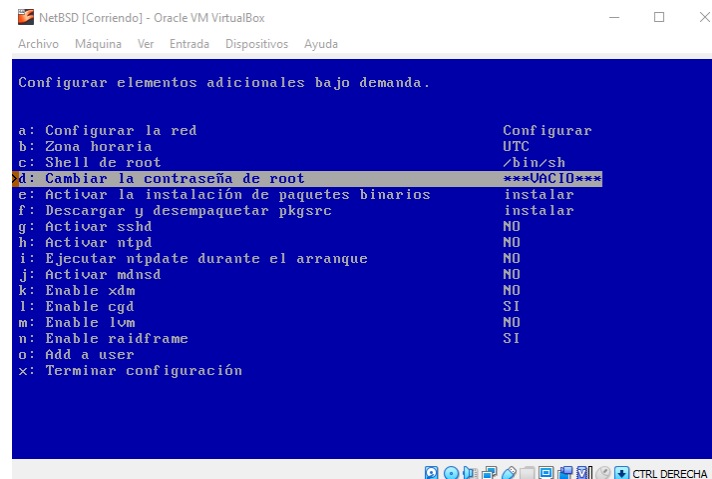 NetBSD [Corriendo] - Oracle VM VirtualBox
Archivo Máquina Ver Entrada Dispositivos Ayuda
Configurar elementos adicionales bajo demanda.
a: Configurar la red Configurar
b: Zona horaria UTC
c: Shell de root /bin/sh
>d: Cambiar la contraseña de root ***VACIO***
e: Activar la instalación de paquetes binarios instalar
f: Descargar y desempaquetar pkgsrc instalar
g: Activar sshd NO
h: Activar ntpd NO
i: Ejecutar ntpdate durante el arranque NO
j: Activar mdnsd NO
k: Enable xdm NO
l: Enable cgd SI
m: Enable lvm NO
n: Enable raidframe SI
o: Add a user
x: Terminar configuración
CTRL DERECHA